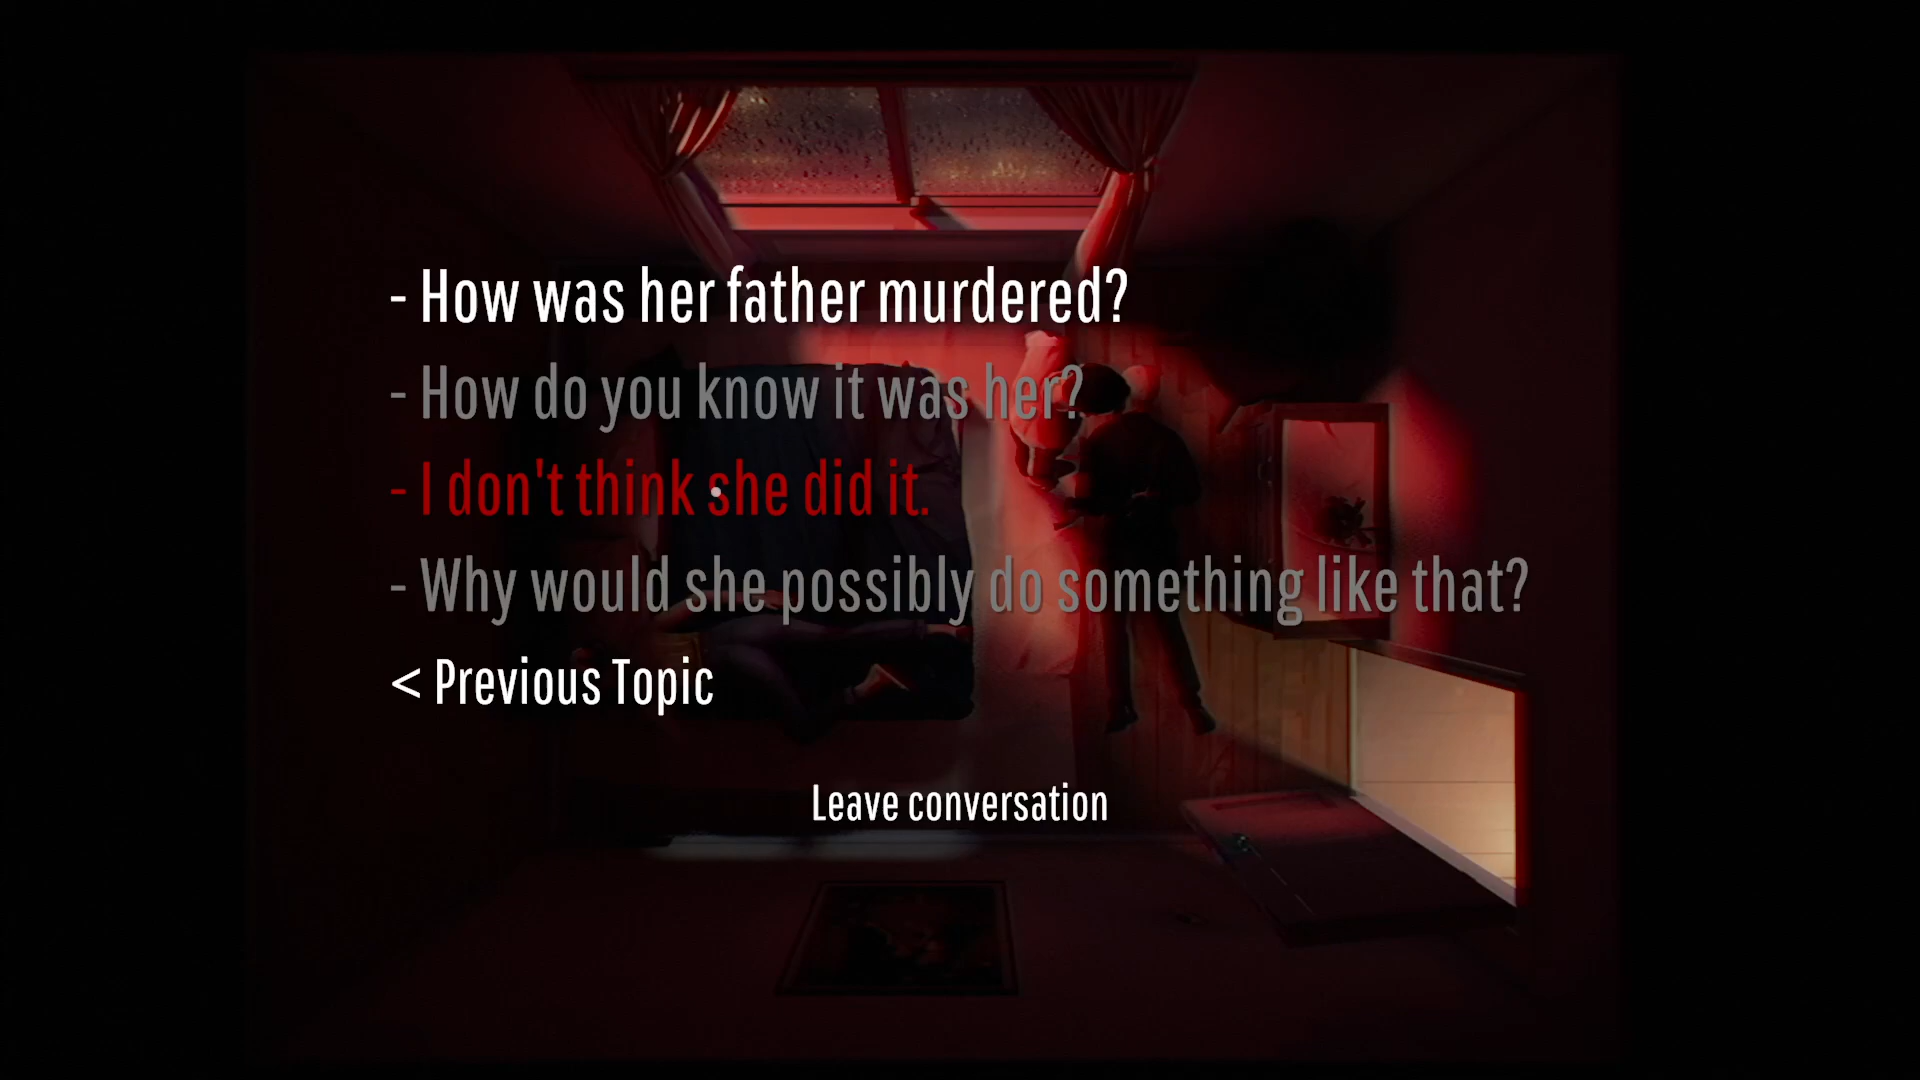 - How was her father murdered?
- How do you know it was her?
- I don't think she did it.
- Why would she possibly do something like that?
< Previous Topic
Leave conversation